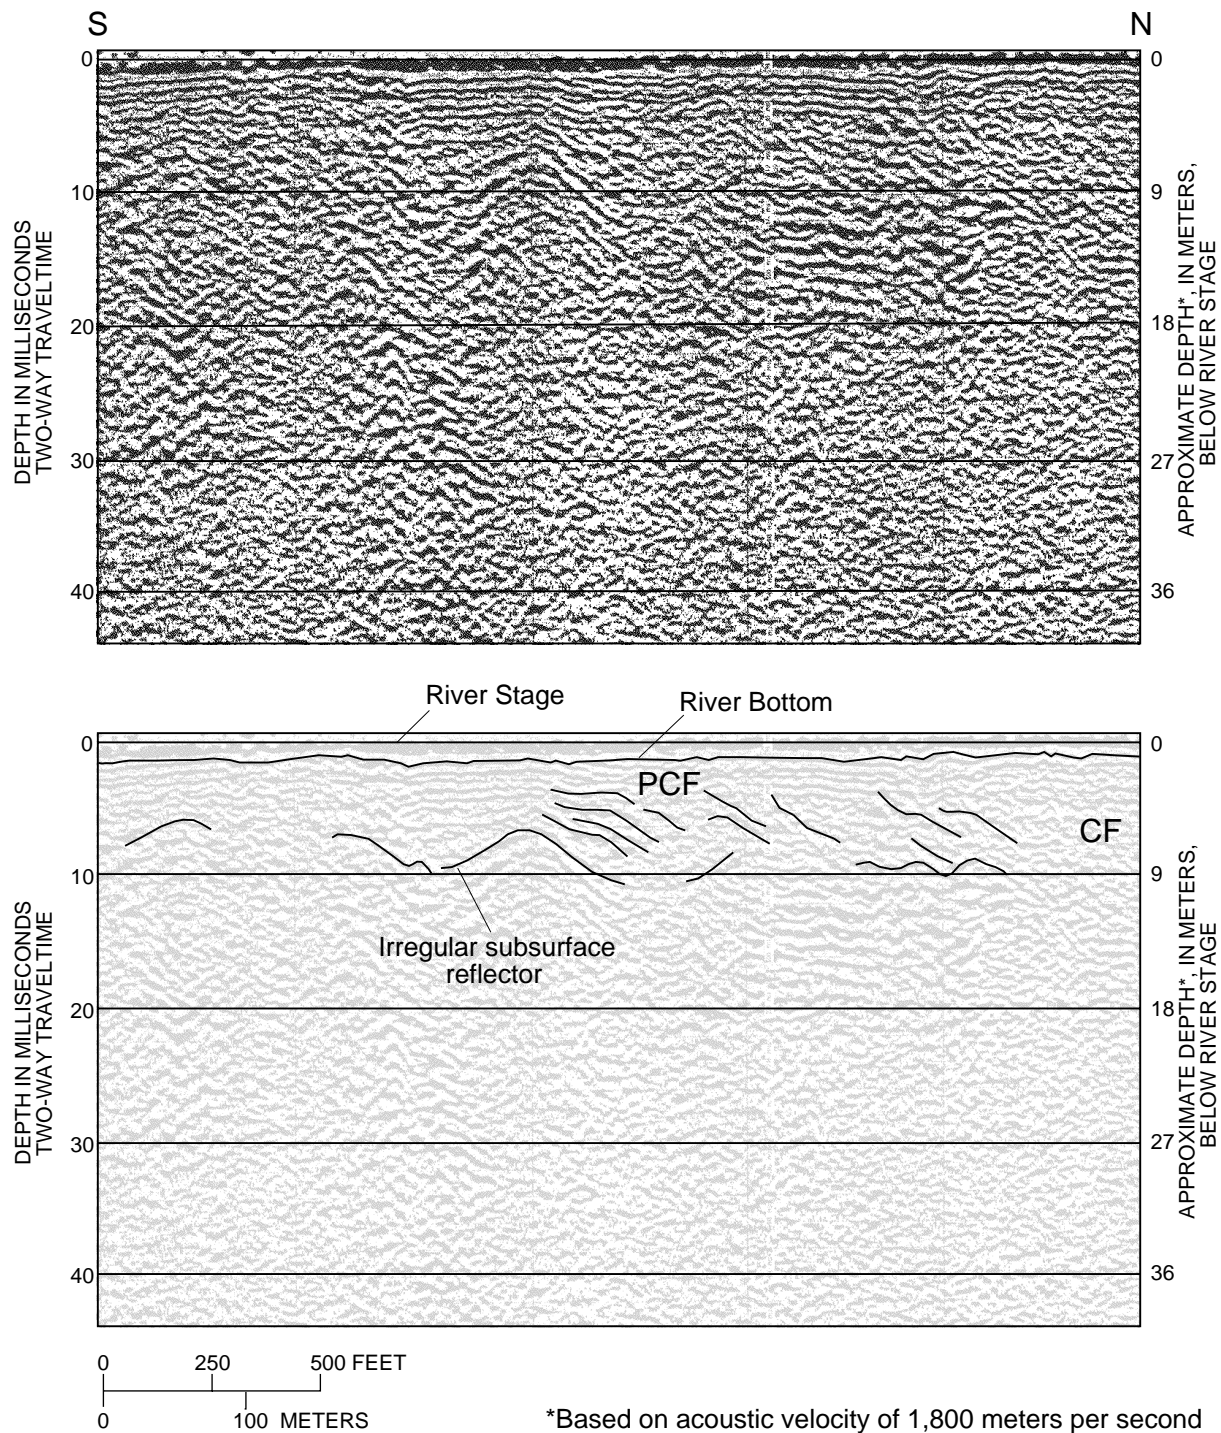 S
N
0
10
20
30
40
DEPTH IN MILLISECONDS
TWO-WAY TRAVELTIME
0
9
18
27
36
APPROXIMATE DEPTH*, IN METERS,
BELOW RIVER STAGE
River Stage
River Bottom
PCF
CF
Irregular subsurface
reflector
0
10
20
30
40
DEPTH IN MILLISECONDS
TWO-WAY TRAVELTIME
0
9
18
27
36
APPROXIMATE DEPTH*, IN METERS,
BELOW RIVER STAGE
0 250 500 FEET
0 100 METERS
*Based on acoustic velocity of 1,800 meters per second